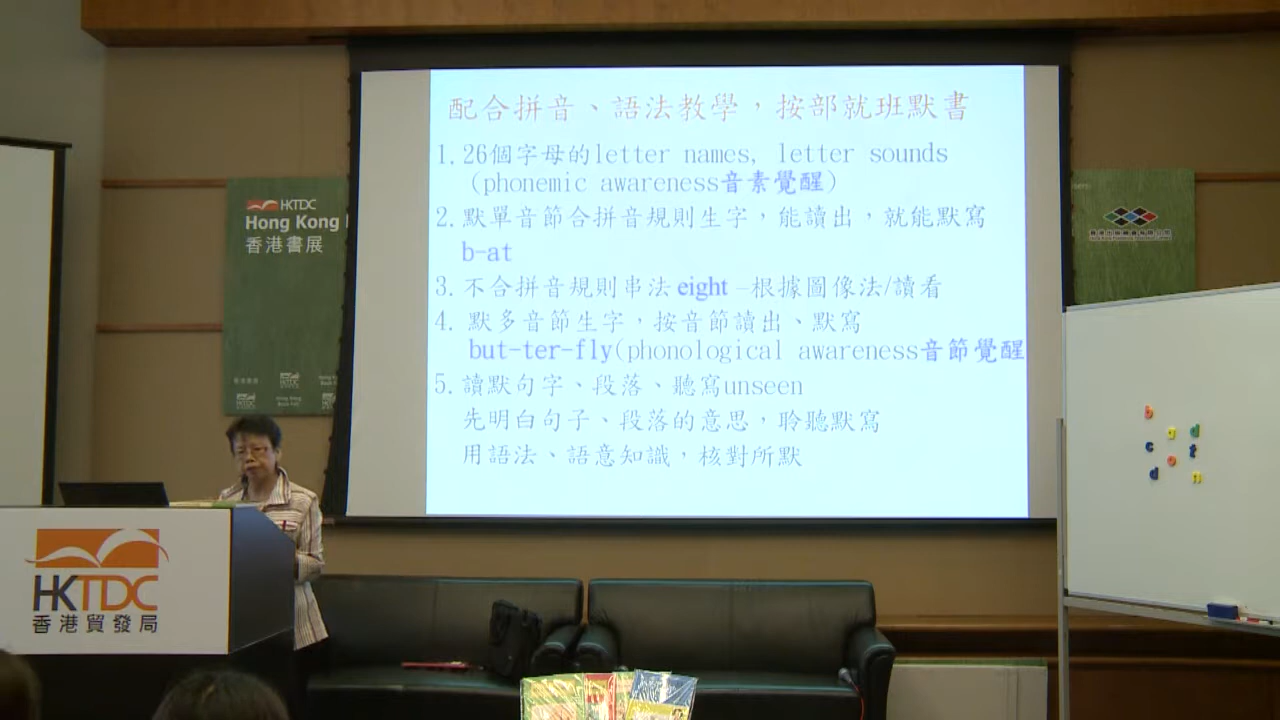 配合拼音、語法教學，按部就班默書
1. 26個字母的letter names, letter sounds
(phonemic awareness音素覺醒)
2. 默單音節合拼音規則生字，能讀出，就能默寫
b-at
3. 不合拼音規則串法 eight –根據圖像法/讀看
4. 默多音節生字，按音節讀出、默寫
but-ter-fly(phonological awareness音節覺醒
5. 讀默句字、段落、聽寫unseen
先明白句子、段落的意思，聆聽默寫
用語法、語意知識，核對所默
HKTDC
Hong Kong
香港書展
HKTDC
香港貿發局
b
g d
c o t
d n